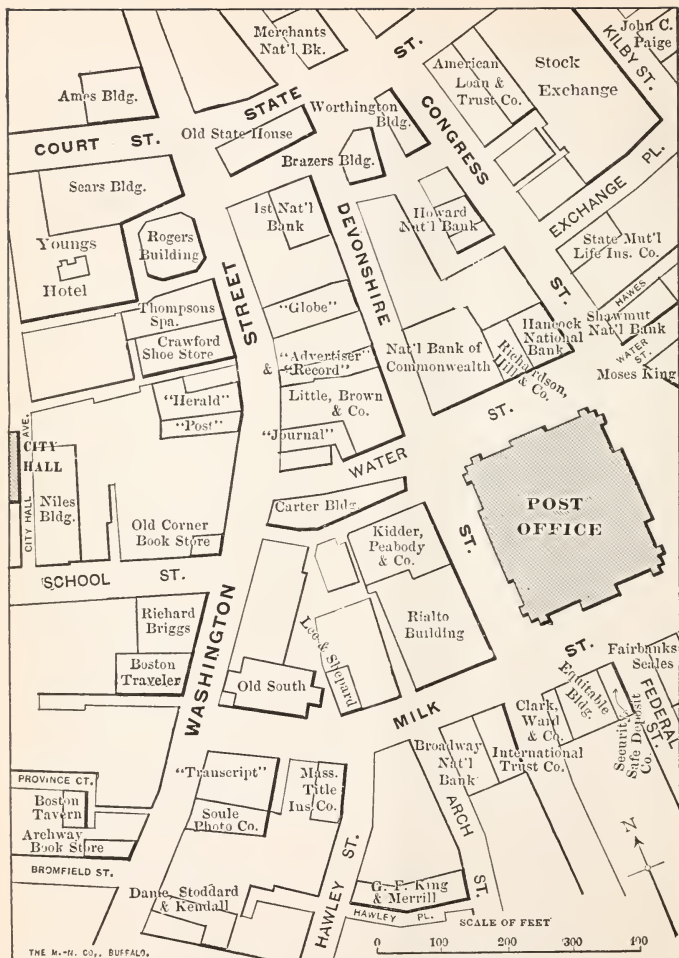 Merchants
Nat'l Bk.
ST.
American
Loan &
Trust Co.
Stock
Exchange
John C.
Paige
KILBY ST.
Ames Bldg.
STATE
Worthington
Bldg.
CONGRESS
COURT ST.
Old State House
Brazers Bldg.
EXCHANGE PL.
Sears Bldg.
1st Nat'l
Bank
DEVONSHIRE
Howard
Nat'l Bank
State Mut'l
Life Ins. Co.
Youngs
Hotel
Rogers
Building
STREET
ST.
HAWES
Thompsons
Spa.
"Globe"
Hancock
National
Bank
Shawmut
Nat'l Bank
Crawford
Shoe Store
"Advertiser"
& "Record"
Nat'l Bank of
Commonwealth
Richardson,
Hill & Co.
WATER
ST.
Moses King
"Herald"
"Post"
Little, Brown
& Co.
ST.
"Journal"
CITY HALL AVE.
CITY
HALL
WATER
Niles
Bldg.
Old Corner
Book Store
Carter Bldg.
ST.
POST
OFFICE
Kidder,
Peabody
& Co.
SCHOOL ST.
WASHINGTON
Richard
Briggs
Lee & Shepard
Rialto
Building
ST.
Fairbanks
Scales
Boston
Traveler
Old South
Equitable
Bldg.
FEDERAL
ST.
MILK
Clark,
Ward
& Co.
Security
Safe Deposit
Co.
Broadway
Nat'l
Bank
International
Trust Co.
"Transcript"
Mass.
Title
Ins. Co.
PROVINCE CT.
Boston
Tavern
Soule
Photo Co.
ARCH
N
Archway
Book Store
BROMFIELD ST.
HAWLEY ST.
Dame, Stoddard
& Kendall
G. F. King
& Merrill
ST.
HAWLEY PL.
SCALE OF FEET
0 100 200 300 400
THE M.-N. CO., BUFFALO.